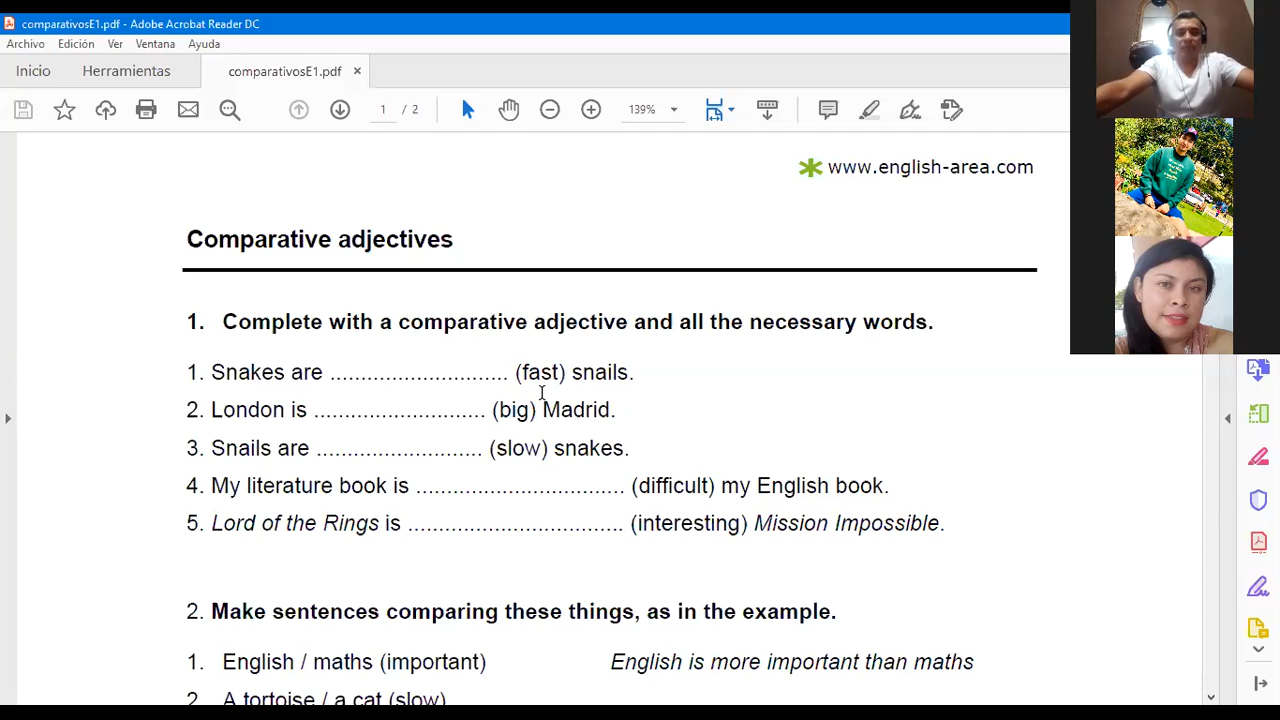 comparativosE1.pdf - Adobe Acrobat Reader DC
Archivo Edición Ver Ventana Ayuda
Inicio Herramientas comparativosE1.pdf ×
1 / 2 139%
www.english-area.com
Comparative adjectives
1. Complete with a comparative adjective and all the necessary words.
1. Snakes are ............................. (fast) snails.
2. London is ............................ (big) Madrid.
3. Snails are ........................... (slow) snakes.
4. My literature book is .................................. (difficult) my English book.
5. Lord of the Rings is ................................... (interesting) Mission Impossible.
2. Make sentences comparing these things, as in the example.
1. English / maths (important) English is more important than maths
2. A tortoise / a cat (slow)